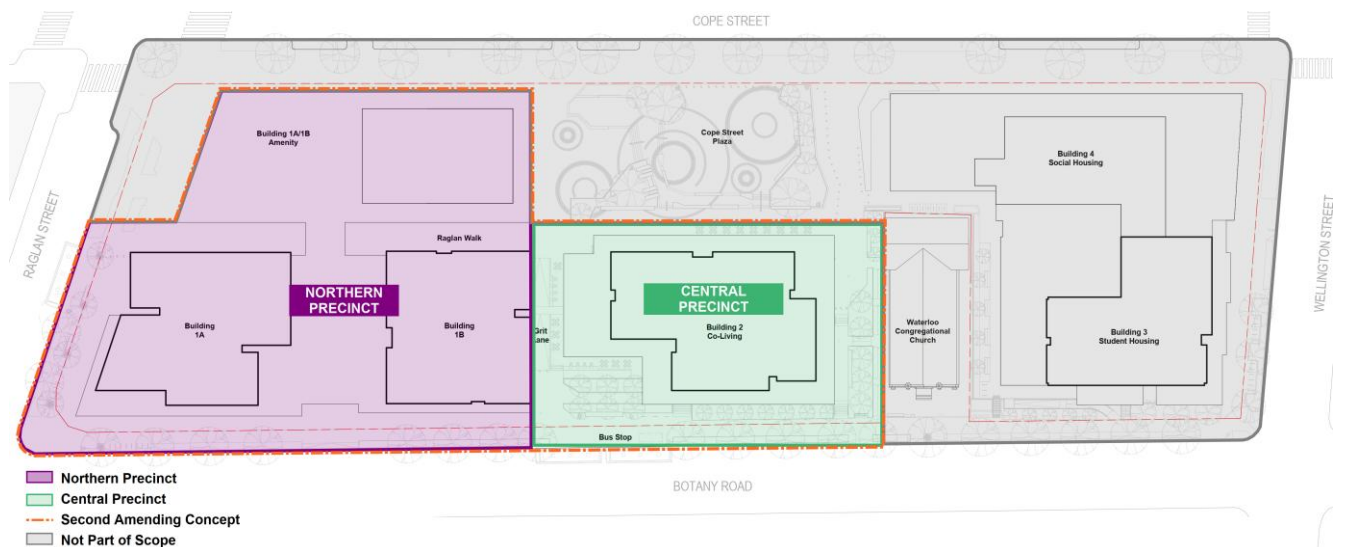 COPE STREET
Building 1A/1B
Amenity
Cope Street
Plaza
Building 4
Social Housing
RAGLAN STREET
Raglan Walk
NORTHERN
PRECINCT
CENTRAL
PRECINCT
WELLINGTON STREET
Building
1A
Building
1B
Grit
Lane
Building 2
Co-Living
Waterloo
Congregational
Church
Building 3
Student Housing
Bus Stop
BOTANY ROAD
Northern Precinct
Central Precinct
Second Amending Concept
Not Part of Scope